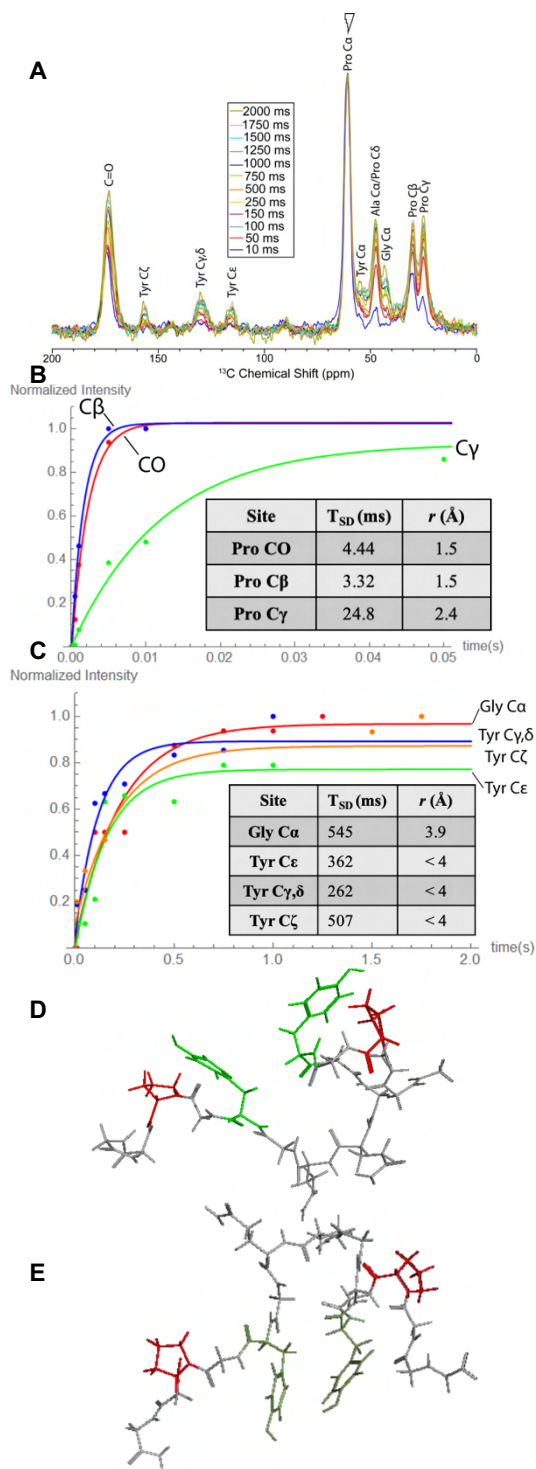 A
Pro Cα
C=O
Tyr Cζ
Tyr Cγ,δ
Tyr Cε
Tyr Cα
Ala Cα/Pro Cδ
Gly Cα
Pro Cβ
Pro Cγ
2000 ms
1750 ms
1500 ms
1250 ms
1000 ms
750 ms
500 ms
250 ms
150 ms
100 ms
50 ms
10 ms
200 150 100 50 0
¹³C Chemical Shift (ppm)
B
Normalized Intensity
Cβ
CO
Cγ
1.0
0.8
0.6
0.4
0.2
Site T_SD (ms) r (Å)
Pro CO 4.44 1.5
Pro Cβ 3.32 1.5
Pro Cγ 24.8 2.4
0.00 0.01 0.02 0.03 0.04 0.05 time(s)
C
Normalized Intensity
Gly Cα
Tyr Cγ,δ
Tyr Cζ
Tyr Cε
1.0
0.8
0.6
0.4
0.2
Site T_SD (ms) r (Å)
Gly Cα 545 3.9
Tyr Cε 362 < 4
Tyr Cγ,δ 262 < 4
Tyr Cζ 507 < 4
0.0 0.5 1.0 1.5 2.0 time(s)
D
E